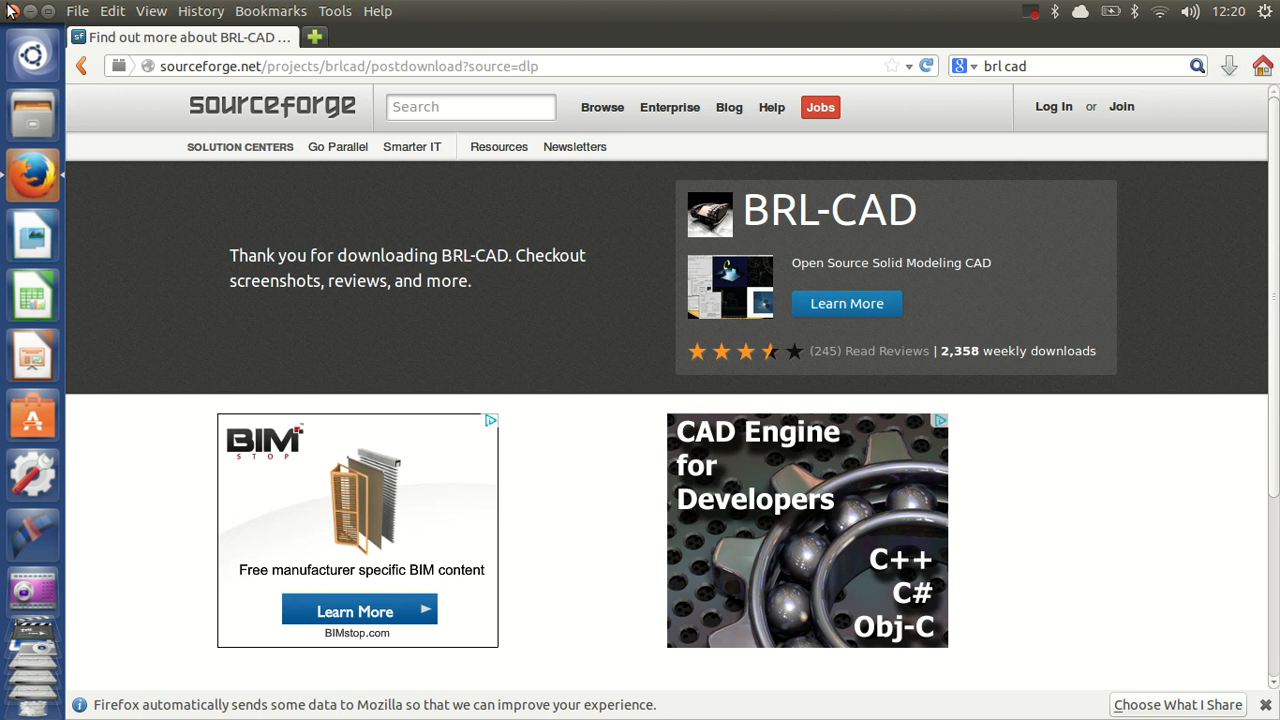 File Edit View History Bookmarks Tools Help
12:20
Find out more about BRL-CAD ...
sourceforge.net/projects/brlcad/postdownload?source=dlp
brl cad
sourceforge
Search
Browse Enterprise Blog Help Jobs
Log In or Join
SOLUTION CENTERS Go Parallel Smarter IT Resources Newsletters
Thank you for downloading BRL-CAD. Checkout
screenshots, reviews, and more.
BRL-CAD
Open Source Solid Modeling CAD
Learn More
(245) Read Reviews | 2,358 weekly downloads
BIM
STOP
Free manufacturer specific BIM content
Learn More
BIMstop.com
CAD Engine
for
Developers
C++
C#
Obj-C
Firefox automatically sends some data to Mozilla so that we can improve your experience.
Choose What I Share